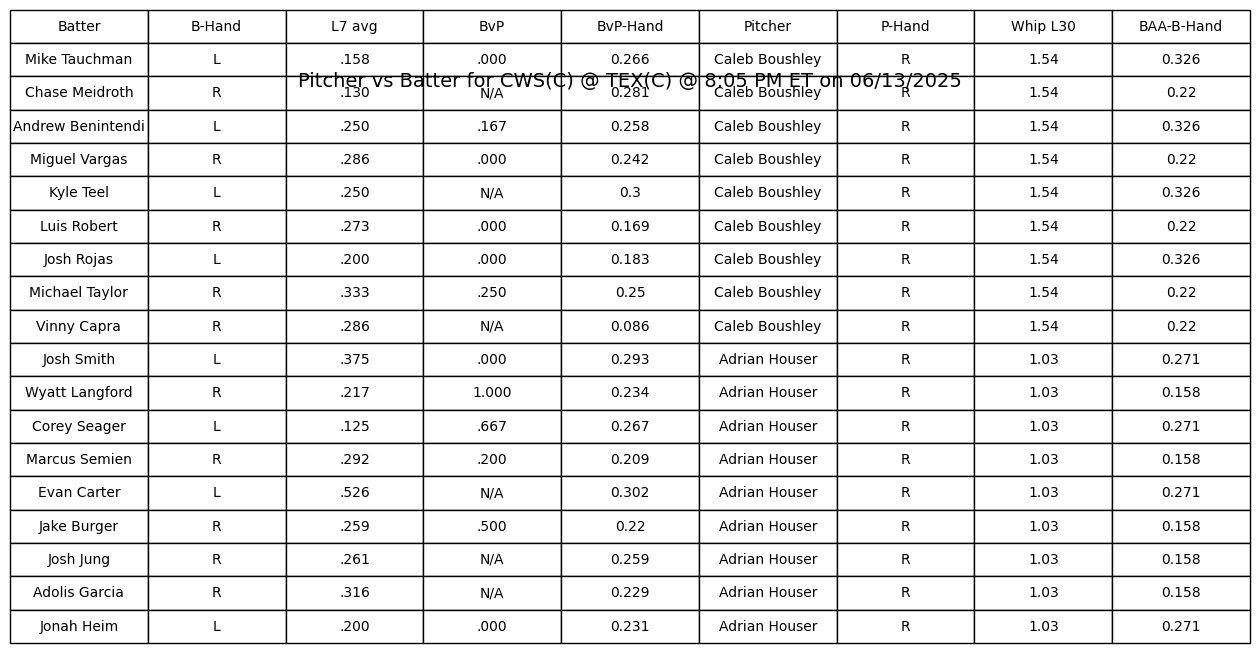 Batter B-Hand L7 avg BvP BvP-Hand Pitcher P-Hand Whip L30 BAA-B-Hand
Mike Tauchman L .158 .000 0.266 Caleb Boushley R 1.54 0.326
Pitcher vs Batter for CWS(C) @ TEX(C) @ 8:05 PM ET on 06/13/2025
Chase Meidroth R .130 N/A 0.281 Caleb Boushley R 1.54 0.22
Andrew Benintendi L .250 .167 0.258 Caleb Boushley R 1.54 0.326
Miguel Vargas R .286 .000 0.242 Caleb Boushley R 1.54 0.22
Kyle Teel L .250 N/A 0.3 Caleb Boushley R 1.54 0.326
Luis Robert R .273 .000 0.169 Caleb Boushley R 1.54 0.22
Josh Rojas L .200 .000 0.183 Caleb Boushley R 1.54 0.326
Michael Taylor R .333 .250 0.25 Caleb Boushley R 1.54 0.22
Vinny Capra R .286 N/A 0.086 Caleb Boushley R 1.54 0.22
Josh Smith L .375 .000 0.293 Adrian Houser R 1.03 0.271
Wyatt Langford R .217 1.000 0.234 Adrian Houser R 1.03 0.158
Corey Seager L .125 .667 0.267 Adrian Houser R 1.03 0.271
Marcus Semien R .292 .200 0.209 Adrian Houser R 1.03 0.158
Evan Carter L .526 N/A 0.302 Adrian Houser R 1.03 0.271
Jake Burger R .259 .500 0.22 Adrian Houser R 1.03 0.158
Josh Jung R .261 N/A 0.259 Adrian Houser R 1.03 0.158
Adolis Garcia R .316 N/A 0.229 Adrian Houser R 1.03 0.158
Jonah Heim L .200 .000 0.231 Adrian Houser R 1.03 0.271